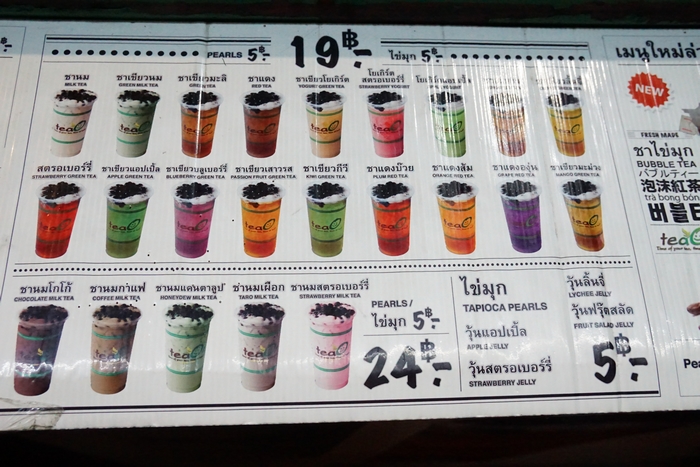 PEARLS 5฿.- 19฿.- ไข่มุก 5฿.-
ชานม
MILK TEA
ชาเขียวนม
GREEN MILK TEA
ชาเขียวมะลิ
GREEN TEA
ชาแดง
RED TEA
ชาเขียวโยเกิร์ต
YOGURT GREEN TEA
โยเกิร์ต
สตรอเบอร์รี่
STRAWBERRY YOGURT
สตรอเบอร์รี่
STRAWBERRY GREEN TEA
ชาเขียวแอปเปิ้ล
APPLE GREEN TEA
ชาเขียวบลูเบอร์รี่
BLUEBERRY GREEN TEA
ชาเขียวเสาวรส
PASSION FRUIT GREEN TEA
ชาเขียวกีวี
KIWI GREEN TEA
ชาแดงบ๊วย
PLUM RED TEA
ชาแดงส้ม
ORANGE RED TEA
ชาแดงองุ่น
GRAPE RED TEA
ชาเขียวมะม่วง
MANGO GREEN TEA
ชานมโกโก้
CHOCOLATE MILK TEA
ชานมกาแฟ
COFFEE MILK TEA
ชานมแคนตาลูป
HONEYDEW MILK TEA
ชานมเผือก
TARO MILK TEA
ชานมสตรอเบอร์รี่
STRAWBERRY MILK TEA
PEARLS /
ไข่มุก 5฿.-
24฿.-
ไข่มุก
TAPIOCA PEARLS
วุ้นแอปเปิ้ล
APPLE JELLY
วุ้นสตรอเบอร์รี่
STRAWBERRY JELLY
วุ้นลิ้นจี่
LYCHEE JELLY
วุ้นฟรุ๊ตสลัด
FRUIT SALAD JELLY
5฿.-
เมนูใหม่
NEW
FRESH MADE
ชาไข่มุก
BUBBLE TEA
バブルティー
泡沫紅茶
trà bong bón
버블티